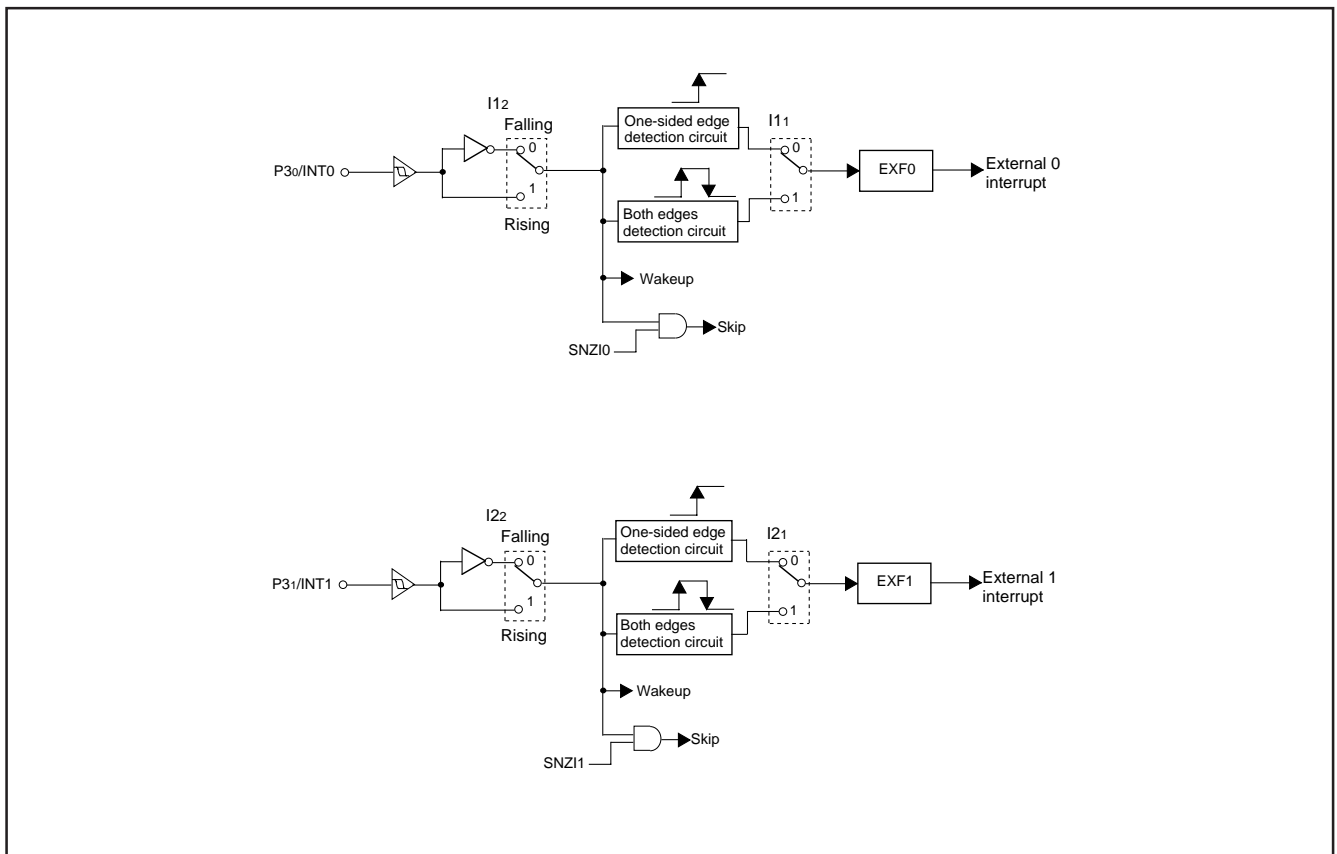 I12
Falling
0
P30/INT0
1
Rising
One-sided edge
detection circuit
I11
0
Both edges
detection circuit
1
EXF0
External 0
interrupt
Wakeup
Skip
SNZI0
I22
Falling
0
P31/INT1
1
Rising
One-sided edge
detection circuit
I21
0
Both edges
detection circuit
1
EXF1
External 1
interrupt
Wakeup
Skip
SNZI1